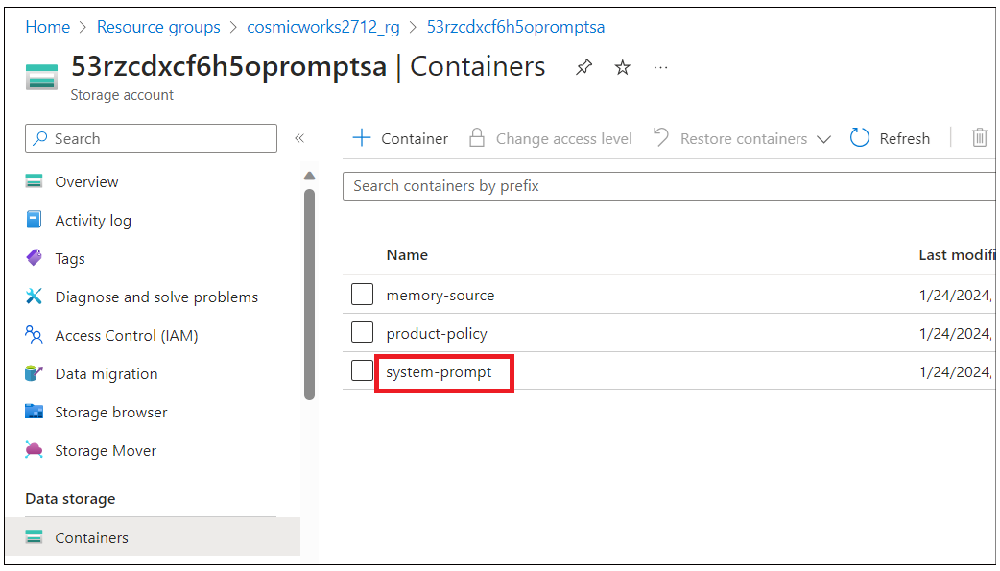 Home > Resource groups > cosmicworks2712_rg > 53rzcdxcf6h5opromptsa
53rzcdxcf6h5opromptsa | Containers
Storage account
Search
«
Container
Change access level
Restore containers
Refresh
Overview
Activity log
Tags
Diagnose and solve problems
Access Control (IAM)
Data migration
Storage browser
Storage Mover
Data storage
Containers
Search containers by prefix
Name Last modifi
memory-source 1/24/2024,
product-policy 1/24/2024,
system-prompt 1/24/2024,